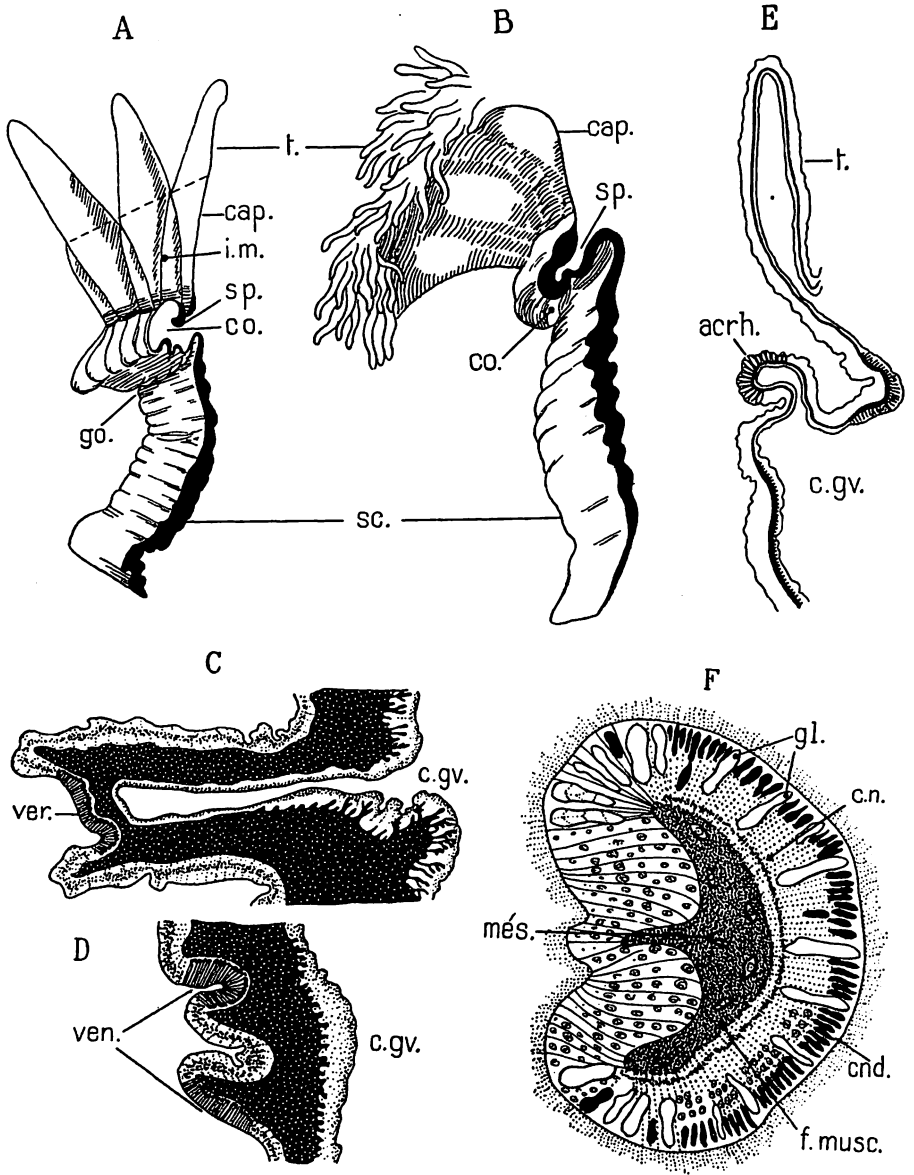 A
B
E
t.
cap.
i.m.
sp.
co.
go.
sc.
cap.
sp.
co.
t.
acrh.
c.gv.
C
ver.
c.gv.
D
ven.
c.gv.
F
gl.
c.n.
més.
cnd.
f.musc.